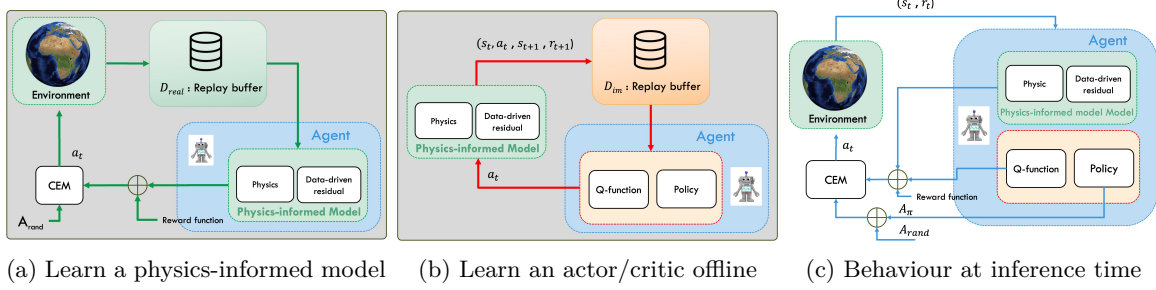 Environment
D_real : Replay buffer
a_t
Agent
CEM
Physics
Data-driven
residual
Physics-informed Model
A_rand
Reward function
(a) Learn a physics-informed model
(s_t, a_t , s_{t+1} , r_{t+1})
D_im : Replay buffer
Physics
Data-driven
residual
Physics-informed Model
Agent
a_t
Q-function
Policy
(b) Learn an actor/critic offline
(s_t , r_t)
Agent
Environment
Physic
Data-driven
residual
Physics-informed model Model
a_t
CEM
Q-function
Policy
Reward function
A_π
A_rand
(c) Behaviour at inference time